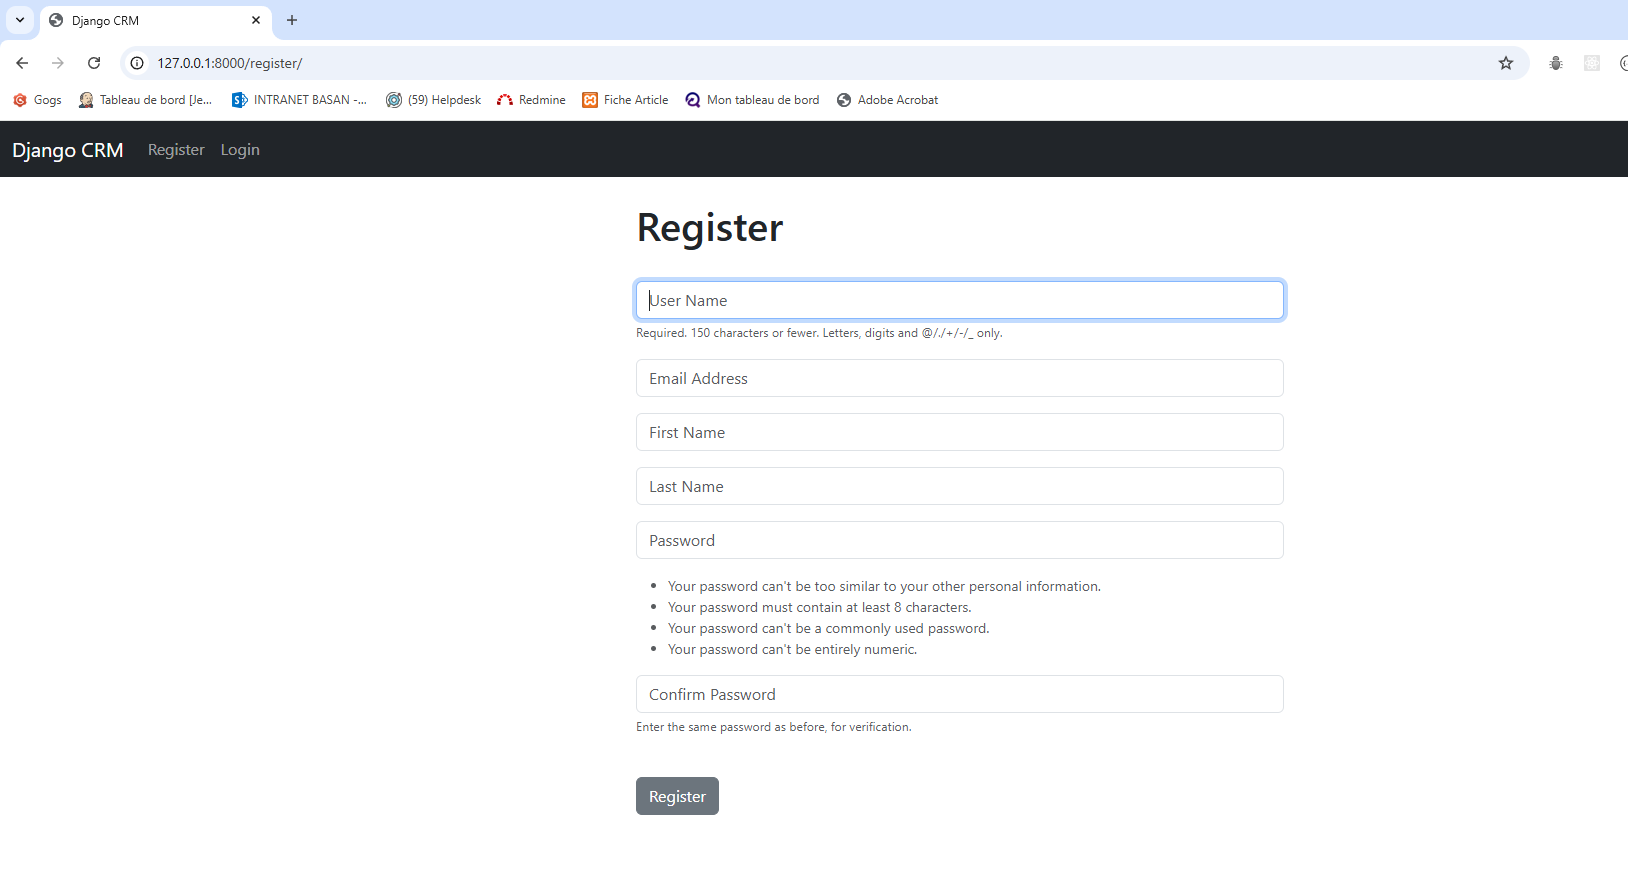 Django CRM
127.0.0.1:8000/register/
Gogs Tableau de bord [Je... INTRANET BASAN -... (59) Helpdesk Redmine Fiche Article Mon tableau de bord Adobe Acrobat
Django CRM Register Login
Register
User Name
Required. 150 characters or fewer. Letters, digits and @/./+/-/_ only.
Email Address
First Name
Last Name
Password
Your password can't be too similar to your other personal information.
Your password must contain at least 8 characters.
Your password can't be a commonly used password.
Your password can't be entirely numeric.
Confirm Password
Enter the same password as before, for verification.
Register